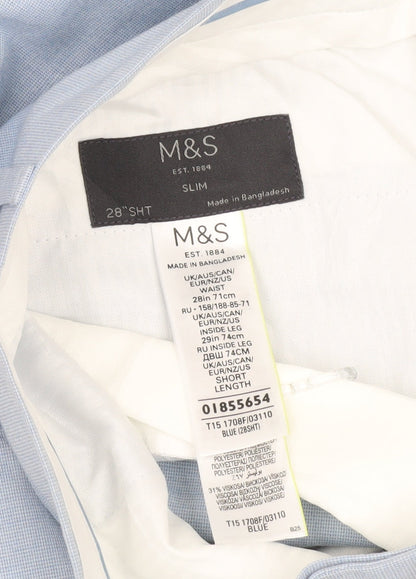 M&S
EST. 1884
SLIM
28"SHT
Made in Bangladesh
M&S
EST. 1884
MADE IN BANGLADESH
UK/AUS/CAN/
EUR/NZ/US
WAIST
28in 71cm
RU - 158/188-85-71
UK/AUS/CAN/
EUR/NZ/US
INSIDE LEG
29in 74cm
RU INSIDE LEG
ДВШ 74CM
UK/AUS/CAN/
EUR/NZ/US
SHORT
LENGTH
01855654
T15 1708F/03110
BLUE (28SHT)
POLYESTER/
31% VISKOSA/
T15 1708F/03110
BLUE
B25